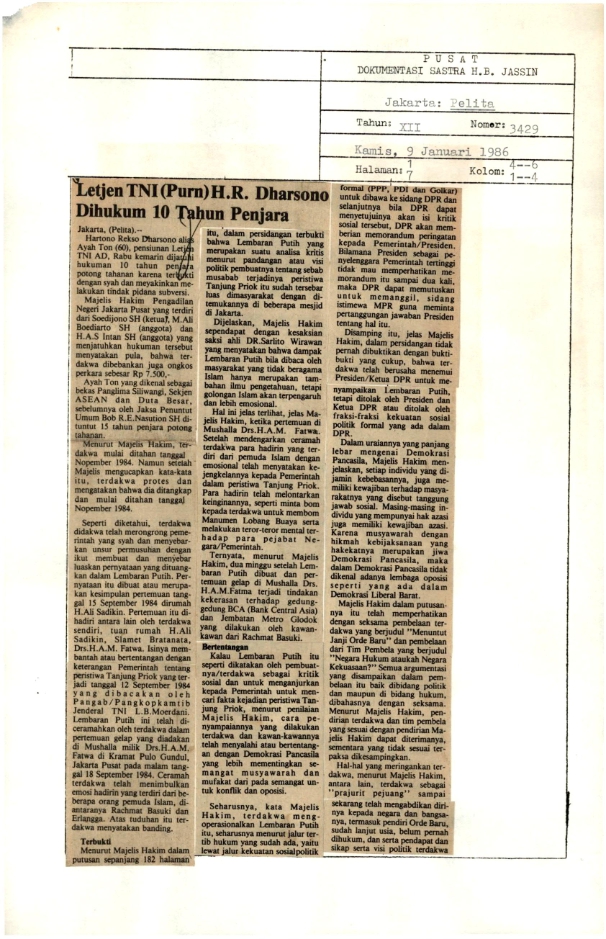 P U S A T
DOKUMENTASI SASTRA H.B. JASSIN
Jakarta: Pelita
Tahun: XII Nomor: 3429
Kamis, 9 Januari 1986
Halaman: 1 7 Kolom: 4--6 1--4
Letjen TNI (Purn) H.R. Dharsono
Dihukum 10 Tahun Penjara
Jakarta, (Pelita).--
Hartono Rekso Dharsono alias
Ayah Ton (60), pensiunan Letjen
TNI AD, Rabu kemarin dijatuhi
hukuman 10 tahun penjara
potong tahanan karena terbukti
dengan syah dan meyakinkan me-
lakukan tindak pidana subversi.
Majelis Hakim Pengadilan
Negeri Jakarta Pusat yang terdiri
dari Soedijono SH (ketua), M.Ali
Boediarto SH (anggota) dan
H.A.S Intan SH (anggota) yang
menjatuhkan hukuman tersebut
menyatakan pula, bahwa ter-
dakwa dibebankan juga ongkos
perkara sebesar Rp 7.500,-
Ayah Ton yang dikenal sebagai
bekas Panglima Siliwangi, Sekjen
ASEAN dan Duta Besar,
sebelumnya oleh Jaksa Penuntut
Umum Bob R.E.Nasution SH di-
tuntut 15 tahun penjara potong
tahanan.
Menurut Majelis Hakim, ter-
dakwa mulai ditahan tanggal
Nopember 1984. Namun setelah
Majelis mengucapkan kata-kata
itu, terdakwa protes dan
mengatakan bahwa dia ditangkap
dan mulai ditahan tanggal
Nopember 1984.
Seperti diketahui, terdakwa
didakwa telah merongrong peme-
rintah yang syah dan menyebar-
kan unsur permusuhan dengan
ikut membuat dan menyebar
luaskan pernyataan yang dituang-
kan dalam Lembaran Putih. Per-
nyataan itu dibuat atau merupa-
kan kesimpulan pertemuan tang-
gal 15 September 1984 dirumah
H.Ali Sadikin. Pertemuan itu di-
hadiri antara lain oleh terdakwa
sendiri, tuan rumah H.Ali
Sadikin, Slamet Bratanata,
Drs.H.A.M. Fatwa. Isinya mem-
bantah atau bertentangan dengan
keterangan Pemerintah tentang
peristiwa Tanjung Priok yang ter-
jadi tanggal 12 September 1984
yang dibacakan oleh
Pangab/Pangkopkamtib
Jenderal TNI L.B.Moerdani.
Lembaran Putih ini telah di-
ceramahkan oleh terdakwa dalam
pertemuan gelap yang diadakan
di Mushalla milik Drs.H.A.M.
Fatwa di Kramat Pulo Gundul,
Jakarta Pusat pada malam tang-
gal 18 September 1984. Ceramah
terdakwa telah menimbulkan
emosi hadirin yang terdiri dari be-
berapa orang pemuda Islam, di-
antaranya Rachmat Basuki dan
Erlangga. Atas tuduhan itu ter-
dakwa menyatakan banding.
Terbukti
Menurut Majelis Hakim dalam
putusan sepanjang 182 halaman
itu, dalam persidangan terbukti
bahwa Lembaran Putih yang
merupakan suatu analisa kritis
menurut pandangan atau visi
politik pembuatnya tentang sebab
musabab terjadinya peristiwa
Tanjung Priok itu sudah tersebar
luas dimasyarakat dengan di-
temukannya di beberapa mesjid
di Jakarta.
Dijelaskan, Majelis Hakim
sependapat dengan kesaksian
saksi ahli DR.Sarlito Wirawan
yang menyatakan bahwa dampak
Lembaran Putih bila dibaca oleh
masyarakat yang tidak beragama
Islam hanya merupakan tam-
bahan ilmu pengetahuan, tetapi
golongan Islam akan terpengaruh
dan lebih emosional.
Hal ini jelas terlihat, jelas Ma-
jelis Hakim, ketika pertemuan di
Mushalla Drs.H.A.M. Fatwa.
Setelah mendengarkan ceramah
terdakwa para hadirin yang ter-
diri dari pemuda Islam dengan
emosional telah menyatakan ke-
jengkelannya kepada Pemerintah
dalam peristiwa Tanjung Priok.
Para hadirin telah melontarkan
keinginannya, seperti minta bom
kepada terdakwa untuk membom
Manumen Lobang Buaya serta
melakukan teror-teror mental ter-
hadap para pejabat Ne-
gara/Pemerintah.
Ternyata, menurut Majelis
Hakim, dua minggu setelah Lem-
baran Putih dibuat dan per-
temuan gelap di Mushalla Drs.
H.A.M.Fatma terjadi tindakan
kekerasan terhadap gedung-
gedung BCA (Bank Central Asia)
dan Jembatan Metro Glodok
yang dilakukan oleh kawan-
kawan dari Rachmat Basuki.
Bertentangan
Kalau Lembaran Putih itu
seperti dikatakan oleh pembuat-
nya/terdakwa sebagai kritik
sosial dan untuk menganjurkan
kepada Pemerintah untuk men-
cari fakta kejadian peristiwa Tan-
jung Priok, menurut penilaian
Majelis Hakim, cara pe-
nyampaiannya yang dilakukan
terdakwa dan kawan-kawannya
telah menyalahi atau bertentang-
an dengan Demokrasi Pancasila
yang lebih mementingkan se-
mangat musyawarah dan
mufakat dari pada semangat un-
tuk konflik dan oposisi.
Seharusnya, kata Majelis
Hakim, terdakwa meng-
operasionalkan Lembaran Putih
itu, seharusnya menurut jalur ter-
tib hukum yang sudah ada, yaitu
lewat jalur kekuatan sosial politik
formal (PPP, PDI dan Golkar)
untuk dibawa ke sidang DPR dan
selanjutnya bila DPR dapat
menyetujuinya akan isi kritik
sosial tersebut, DPR akan mem-
berian memorandum peringatan
kepada Pemerintah/Presiden.
Bilamana Presiden sebagai pe-
nyelenggara Pemerintah tertinggi
tidak mau memperhatikan me-
morandum itu sampai dua kali,
maka DPR dapat memutuskan
untuk memanggil, sidang
istimewa MPR guna meminta
pertanggungan jawaban Presiden
tentang hal itu.
Disamping itu, jelas Majelis
Hakim, dalam persidangan tidak
pernah dibuktikan dengan bukti-
bukti yang cukup, bahwa ter-
dakwa telah berusaha menemui
Presiden/Ketua DPR untuk me-
nyampaikan Lembaran Putih,
tetapi ditolak oleh Presiden dan
Ketua DPR atau ditolak oleh
fraksi-fraksi kekuatan sosial
politik formal yang ada dalam
DPR.
Dalam uraiannya yang panjang
lebar mengenai Demokrasi
Pancasila, Majelis Hakim men-
jelaskan, setiap individu yang di-
jamin kebebasannya, juga me-
miliki kewajiban terhadap masya-
rakatnya yang disebut tanggung
jawab sosial. Masing-masing in-
dividu yang mempunyai hak azasi
juga memiliki kewajiban azasi.
Karena musyawarah dengan
hikmah kebijaksanaan yang
hakekatnya merupakan jiwa
Demokrasi Pancasila, maka
dalam Demokrasi Pancasila tidak
dikenal adanya lembaga oposisi
seperti yang ada dalam
Demokrasi Liberal Barat.
Majelis Hakim dalam putusan-
nya itu telah memperhatikan
dengan seksama pembelaan ter-
dakwa yang berjudul "Menuntut
Janji Orde Baru" dan pembelaan
dari Tim Pembela yang berjudul
"Negara Hukum ataukah Negara
Kekuasaan?" Semua argumentasi
yang disampaikan dalam pem-
belaan itu baik dibidang politik
dan maupun di bidang hukum,
dibahasnya dengan seksama.
Menurut Majelis Hakim, pen-
dirian terdakwa dan tim pembela
yang sesuai dengan pendirian Ma-
jelis Hakim dapat diterimanya,
sementara yang tidak sesuai ter-
paksa dikesampingkan.
Hal-hal yang meringankan ter-
dakwa, menurut Majelis Hakim,
antara lain, terdakwa sebagai
"prajurit pejuang" sampai
sekarang telah mengabdikan diri-
nya kepada negara dan bangsa-
nya, termasuk pendiri Orde Baru,
sudah lanjut usia, belum pernah
dihukum, dan serta pendapat dan
sikap serta visi politik terdakwa